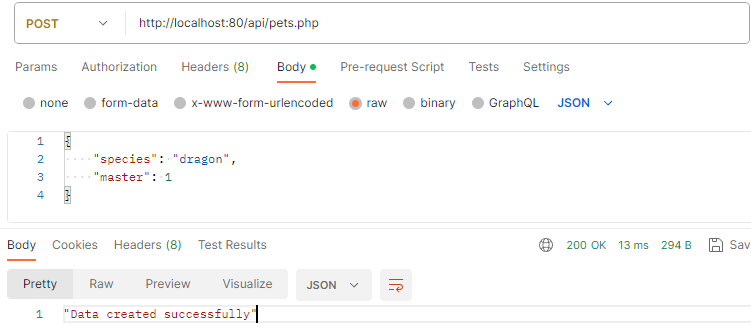 POST http://localhost:80/api/pets.php
Params Authorization Headers (8) Body Pre-request Script Tests Settings
none form-data x-www-form-urlencoded raw binary GraphQL JSON
1 {
2 "species": "dragon",
3 "master": 1
4 }
Body Cookies Headers (8) Test Results 200 OK 13 ms 294 B Sav
Pretty Raw Preview Visualize JSON
1 "Data created successfully"